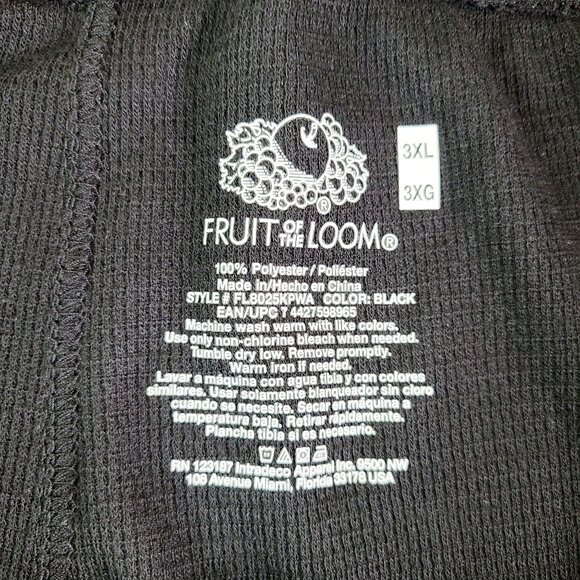 3XL
3XG
FRUIT OF THE LOOM®
100% Polyester / Poliéster
Made in/Hecho en China
STYLE # FL8025KPWA COLOR: BLACK
EAN/UPC T 4427598965
Machine wash warm with like colors.
Use only non-chlorine bleach when needed.
Tumble dry low. Remove promptly.
Warm iron if needed.
Lavar a máquina con agua tibia y con colores
similares. Usar solamente blanqueador sin cloro
cuando se necesite. Secar en máquina a
temperatura baja. Retirar rápidamente.
Plancha tibia si es necesario.
RN 123187 Intradeco Apparel Inc. 9500 NW
108 Avenue Miami, Florida 33178 USA